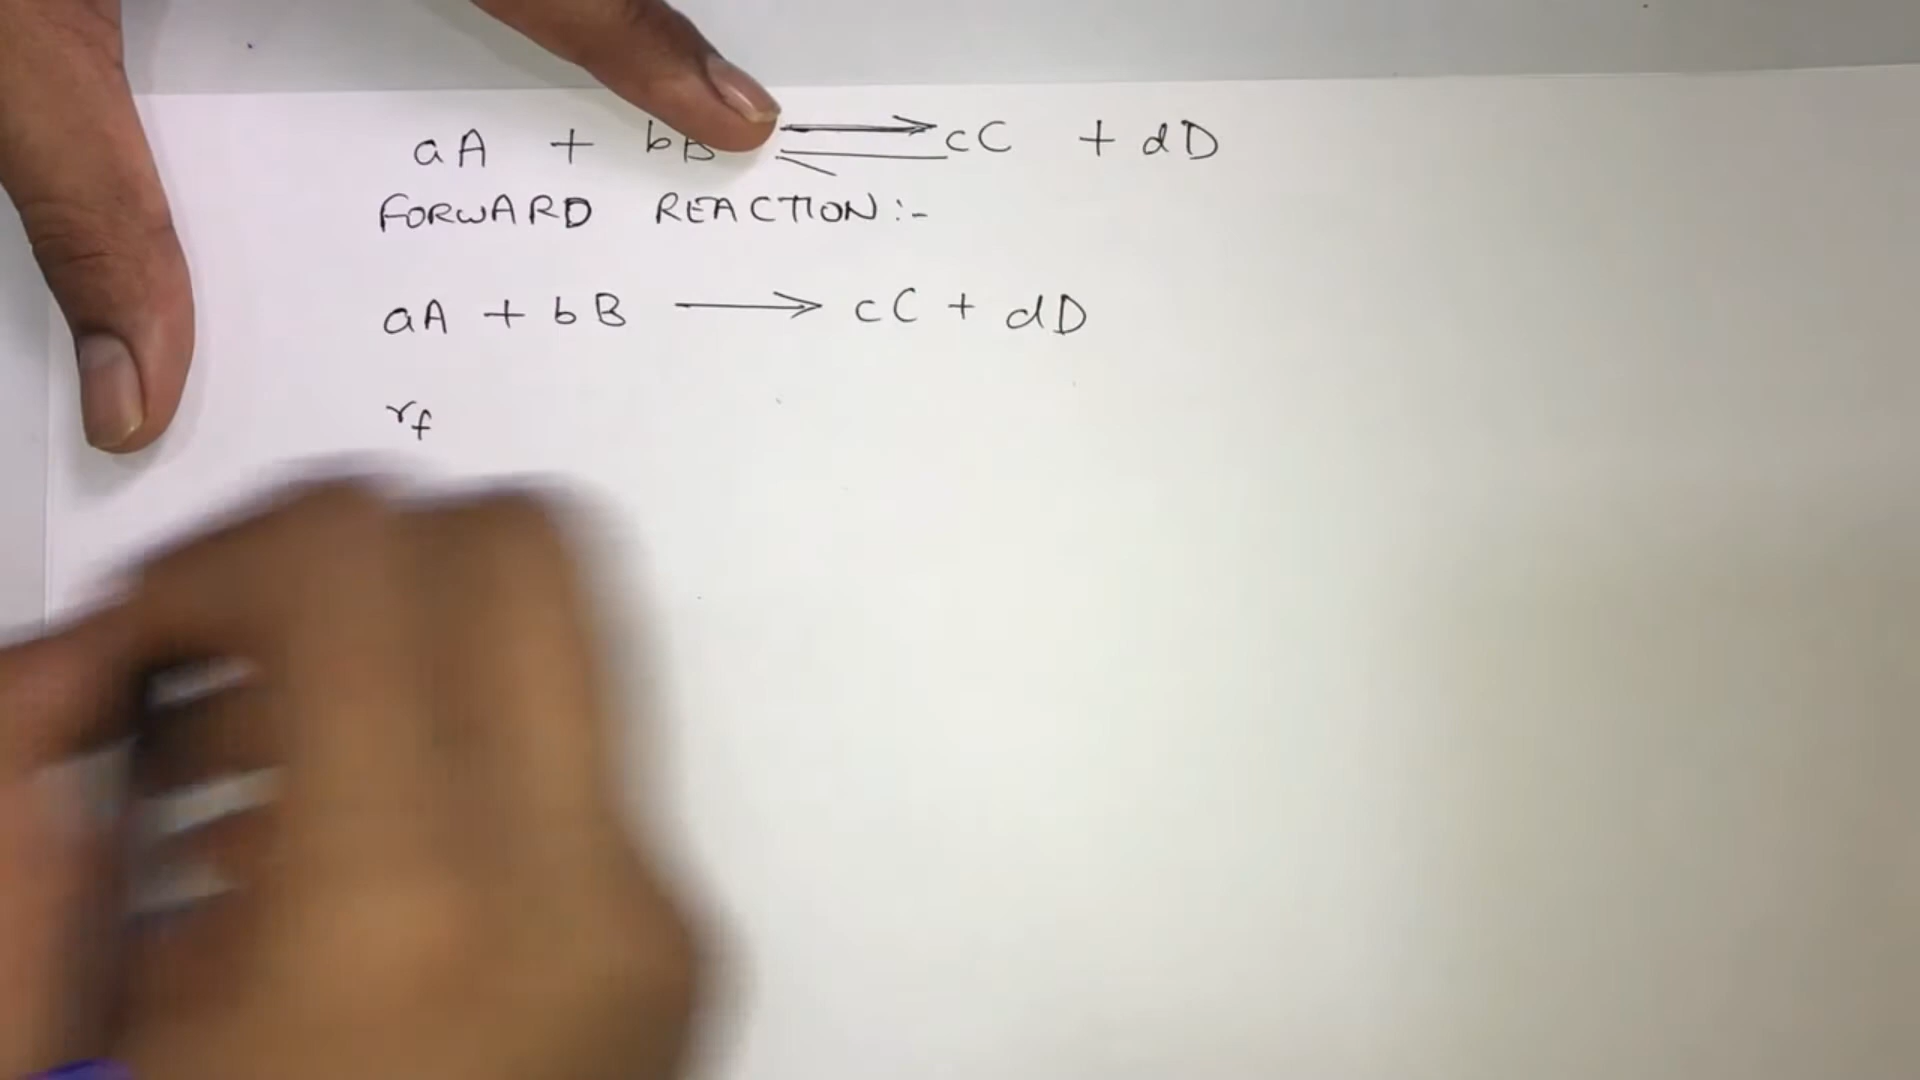 aA + bB ⇌ cC + dD
FORWARD REACTION :-
aA + bB ⟶ cC + dD
rf